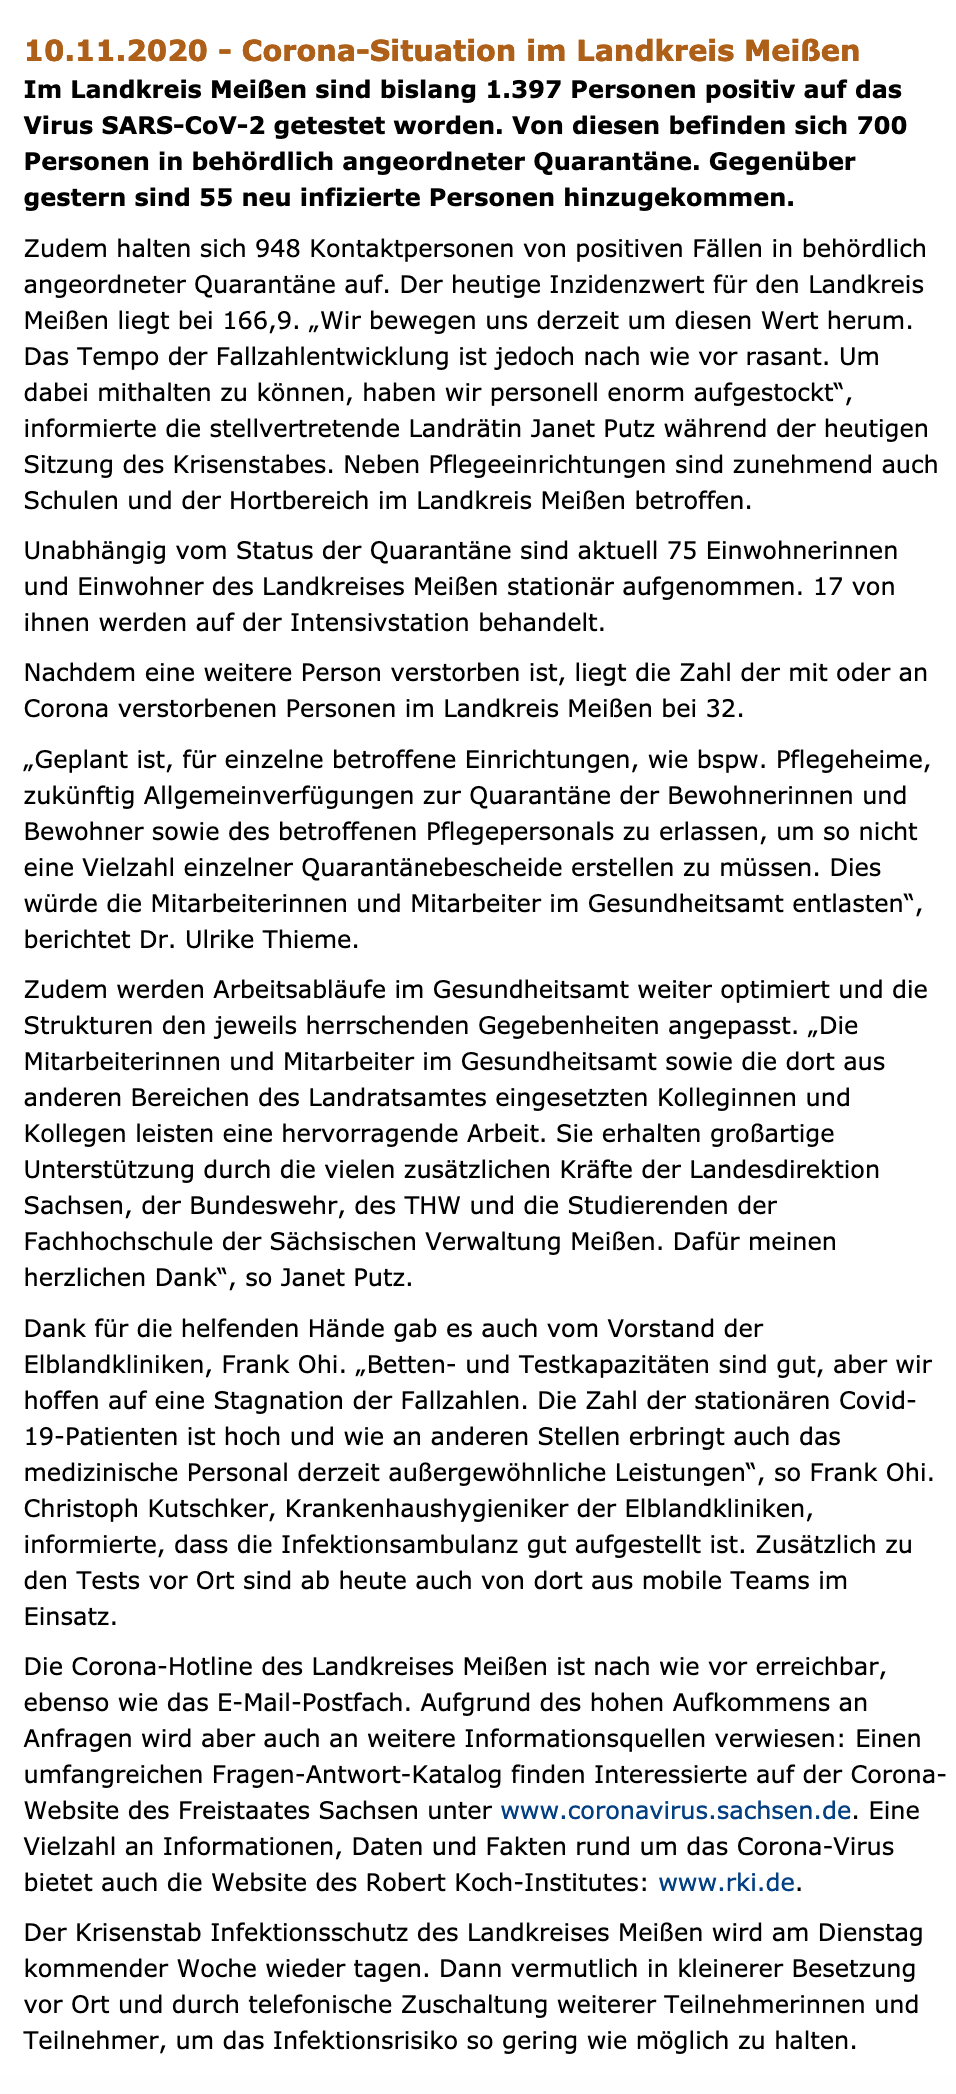 10.11.2020 - Corona-Situation im Landkreis Meißen
Im Landkreis Meißen sind bislang 1.397 Personen positiv auf das
Virus SARS-CoV-2 getestet worden. Von diesen befinden sich 700
Personen in behördlich angeordneter Quarantäne. Gegenüber
gestern sind 55 neu infizierte Personen hinzugekommen.
Zudem halten sich 948 Kontaktpersonen von positiven Fällen in behördlich
angeordneter Quarantäne auf. Der heutige Inzidenzwert für den Landkreis
Meißen liegt bei 166,9. „Wir bewegen uns derzeit um diesen Wert herum.
Das Tempo der Fallzahlentwicklung ist jedoch nach wie vor rasant. Um
dabei mithalten zu können, haben wir personell enorm aufgestockt“,
informierte die stellvertretende Landrätin Janet Putz während der heutigen
Sitzung des Krisenstabes. Neben Pflegeeinrichtungen sind zunehmend auch
Schulen und der Hortbereich im Landkreis Meißen betroffen.
Unabhängig vom Status der Quarantäne sind aktuell 75 Einwohnerinnen
und Einwohner des Landkreises Meißen stationär aufgenommen. 17 von
ihnen werden auf der Intensivstation behandelt.
Nachdem eine weitere Person verstorben ist, liegt die Zahl der mit oder an
Corona verstorbenen Personen im Landkreis Meißen bei 32.
„Geplant ist, für einzelne betroffene Einrichtungen, wie bspw. Pflegeheime,
zukünftig Allgemeinverfügungen zur Quarantäne der Bewohnerinnen und
Bewohner sowie des betroffenen Pflegepersonals zu erlassen, um so nicht
eine Vielzahl einzelner Quarantänebescheide erstellen zu müssen. Dies
würde die Mitarbeiterinnen und Mitarbeiter im Gesundheitsamt entlasten“,
berichtet Dr. Ulrike Thieme.
Zudem werden Arbeitsabläufe im Gesundheitsamt weiter optimiert und die
Strukturen den jeweils herrschenden Gegebenheiten angepasst. „Die
Mitarbeiterinnen und Mitarbeiter im Gesundheitsamt sowie die dort aus
anderen Bereichen des Landratsamtes eingesetzten Kolleginnen und
Kollegen leisten eine hervorragende Arbeit. Sie erhalten großartige
Unterstützung durch die vielen zusätzlichen Kräfte der Landesdirektion
Sachsen, der Bundeswehr, des THW und die Studierenden der
Fachhochschule der Sächsischen Verwaltung Meißen. Dafür meinen
herzlichen Dank“, so Janet Putz.
Dank für die helfenden Hände gab es auch vom Vorstand der
Elblandkliniken, Frank Ohi. „Betten- und Testkapazitäten sind gut, aber wir
hoffen auf eine Stagnation der Fallzahlen. Die Zahl der stationären Covid-
19-Patienten ist hoch und wie an anderen Stellen erbringt auch das
medizinische Personal derzeit außergewöhnliche Leistungen“, so Frank Ohi.
Christoph Kutschker, Krankenhaushygieniker der Elblandkliniken,
informierte, dass die Infektionsambulanz gut aufgestellt ist. Zusätzlich zu
den Tests vor Ort sind ab heute auch von dort aus mobile Teams im
Einsatz.
Die Corona-Hotline des Landkreises Meißen ist nach wie vor erreichbar,
ebenso wie das E-Mail-Postfach. Aufgrund des hohen Aufkommens an
Anfragen wird aber auch an weitere Informationsquellen verwiesen: Einen
umfangreichen Fragen-Antwort-Katalog finden Interessierte auf der Corona-
Website des Freistaates Sachsen unter www.coronavirus.sachsen.de. Eine
Vielzahl an Informationen, Daten und Fakten rund um das Corona-Virus
bietet auch die Website des Robert Koch-Institutes: www.rki.de.
Der Krisenstab Infektionsschutz des Landkreises Meißen wird am Dienstag
kommender Woche wieder tagen. Dann vermutlich in kleinerer Besetzung
vor Ort und durch telefonische Zuschaltung weiterer Teilnehmerinnen und
Teilnehmer, um das Infektionsrisiko so gering wie möglich zu halten.